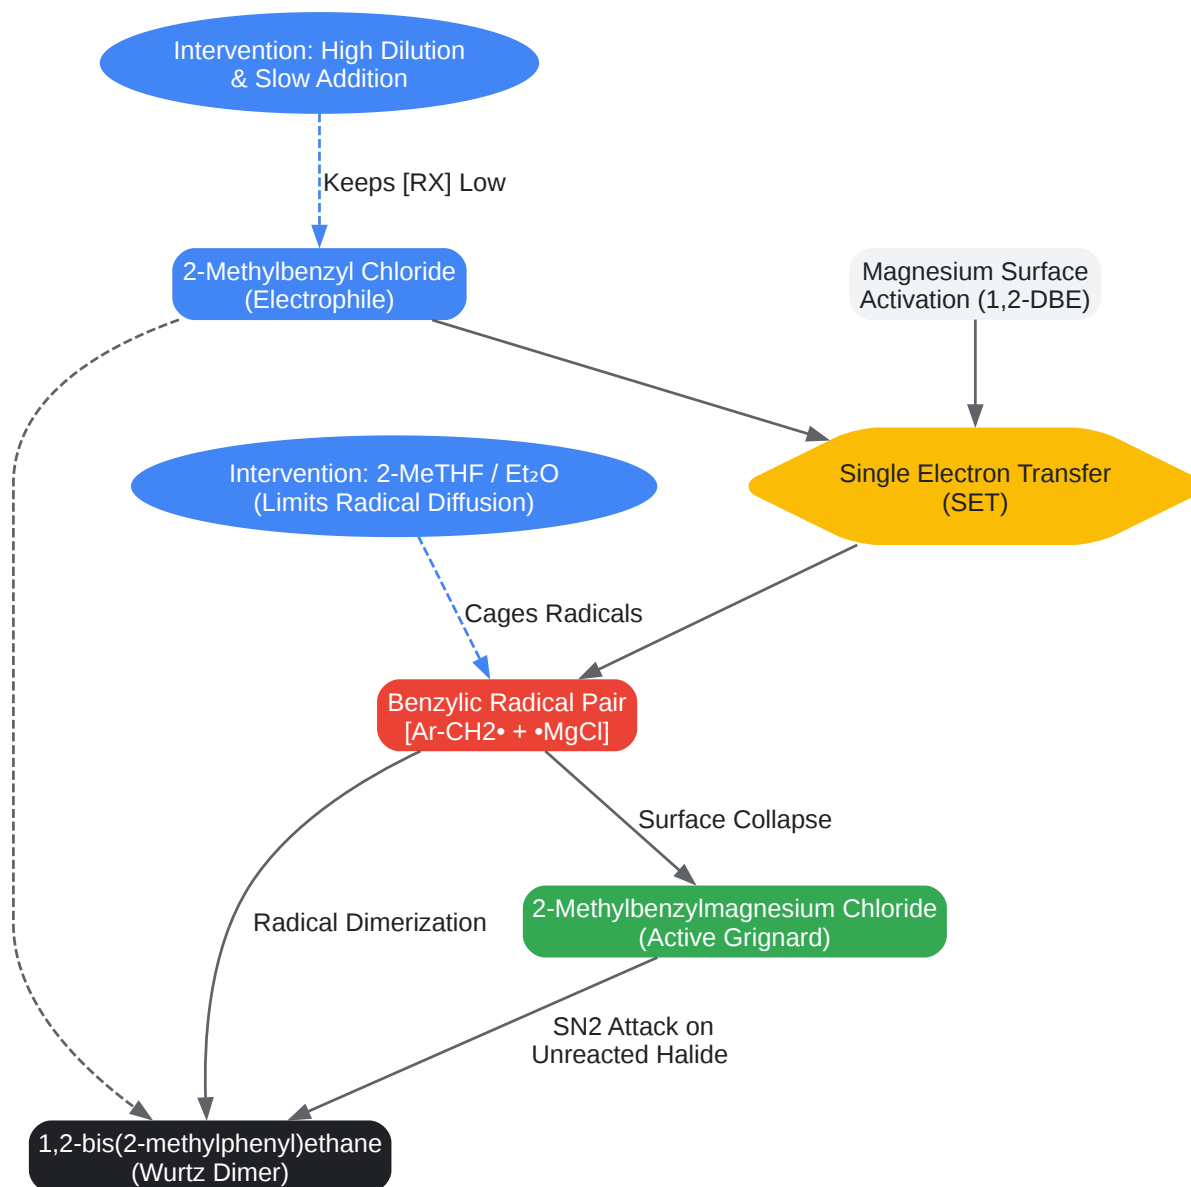 Intervention: High Dilution
& Slow Addition
Keeps [RX] Low
2-Methylbenzyl Chloride
(Electrophile)
Magnesium Surface
Activation (1,2-DBE)
Intervention: 2-MeTHF / Et₂O
(Limits Radical Diffusion)
Single Electron Transfer
(SET)
Cages Radicals
Benzylic Radical Pair
[Ar-CH2• + •MgCl]
Surface Collapse
Radical Dimerization
2-Methylbenzylmagnesium Chloride
(Active Grignard)
SN2 Attack on
Unreacted Halide
1,2-bis(2-methylphenyl)ethane
(Wurtz Dimer)